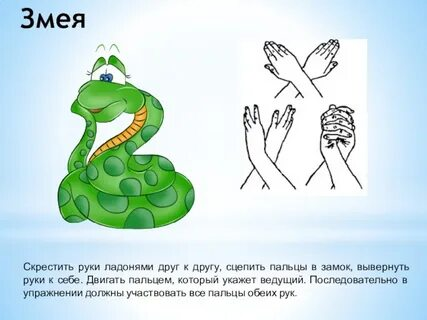 Змея
Скрестить руки ладонями друг к другу, сцепить пальцы в замок, вывернуть
руки к себе. Двигать пальцем, который укажет ведущий. Последовательно в
упражнении должны участвовать все пальцы обеих рук.